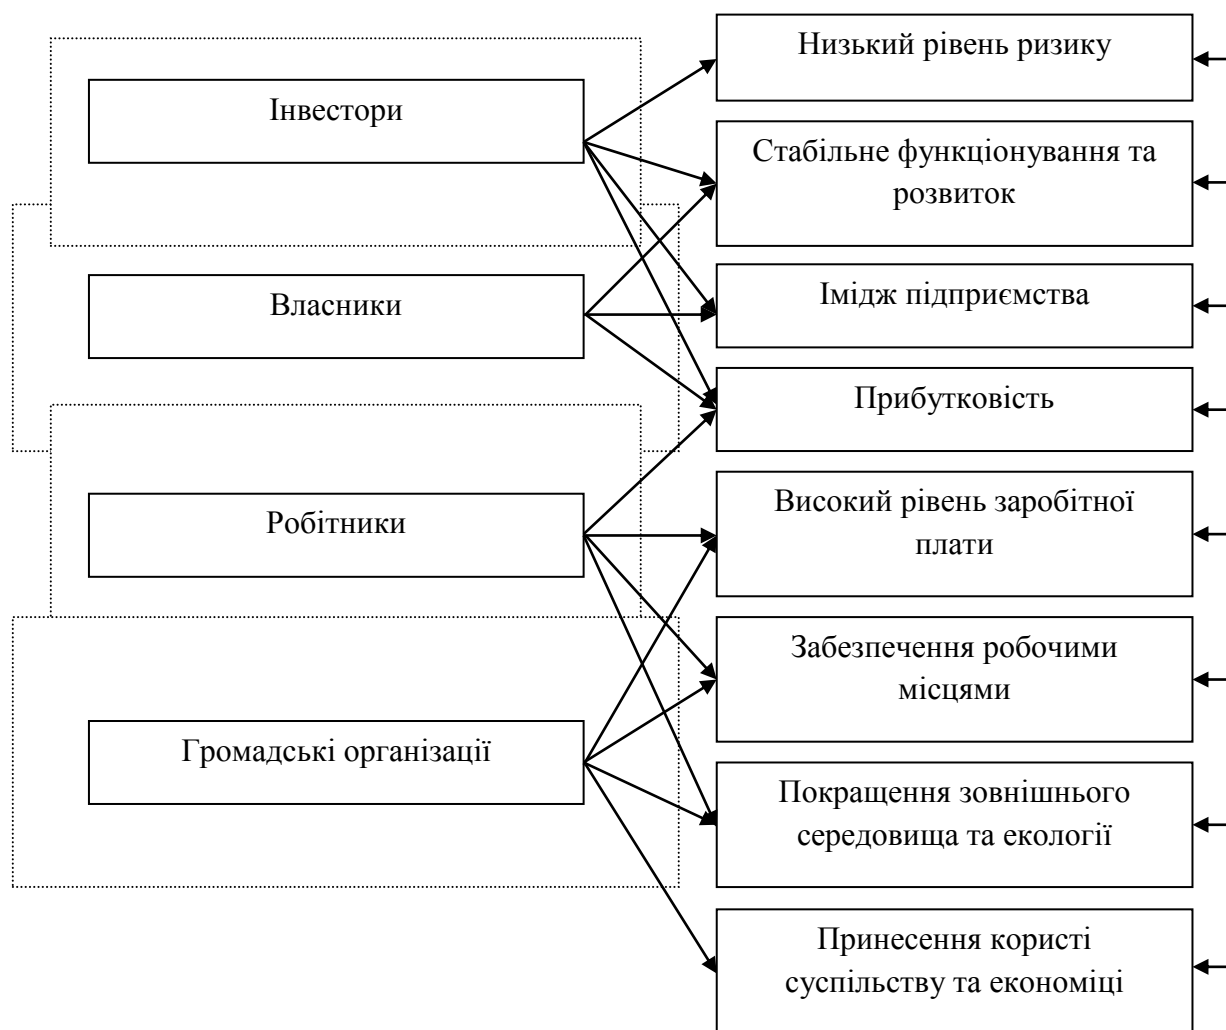 Інвестори
Власники
Робітники
Громадські організації
Низький рівень ризику
Стабільне функціонування та
розвиток
Імідж підприємства
Прибутковість
Високий рівень заробітної
плати
Забезпечення робочими
місцями
Покращення зовнішнього
середовища та екології
Принесення користі
суспільству та економіці